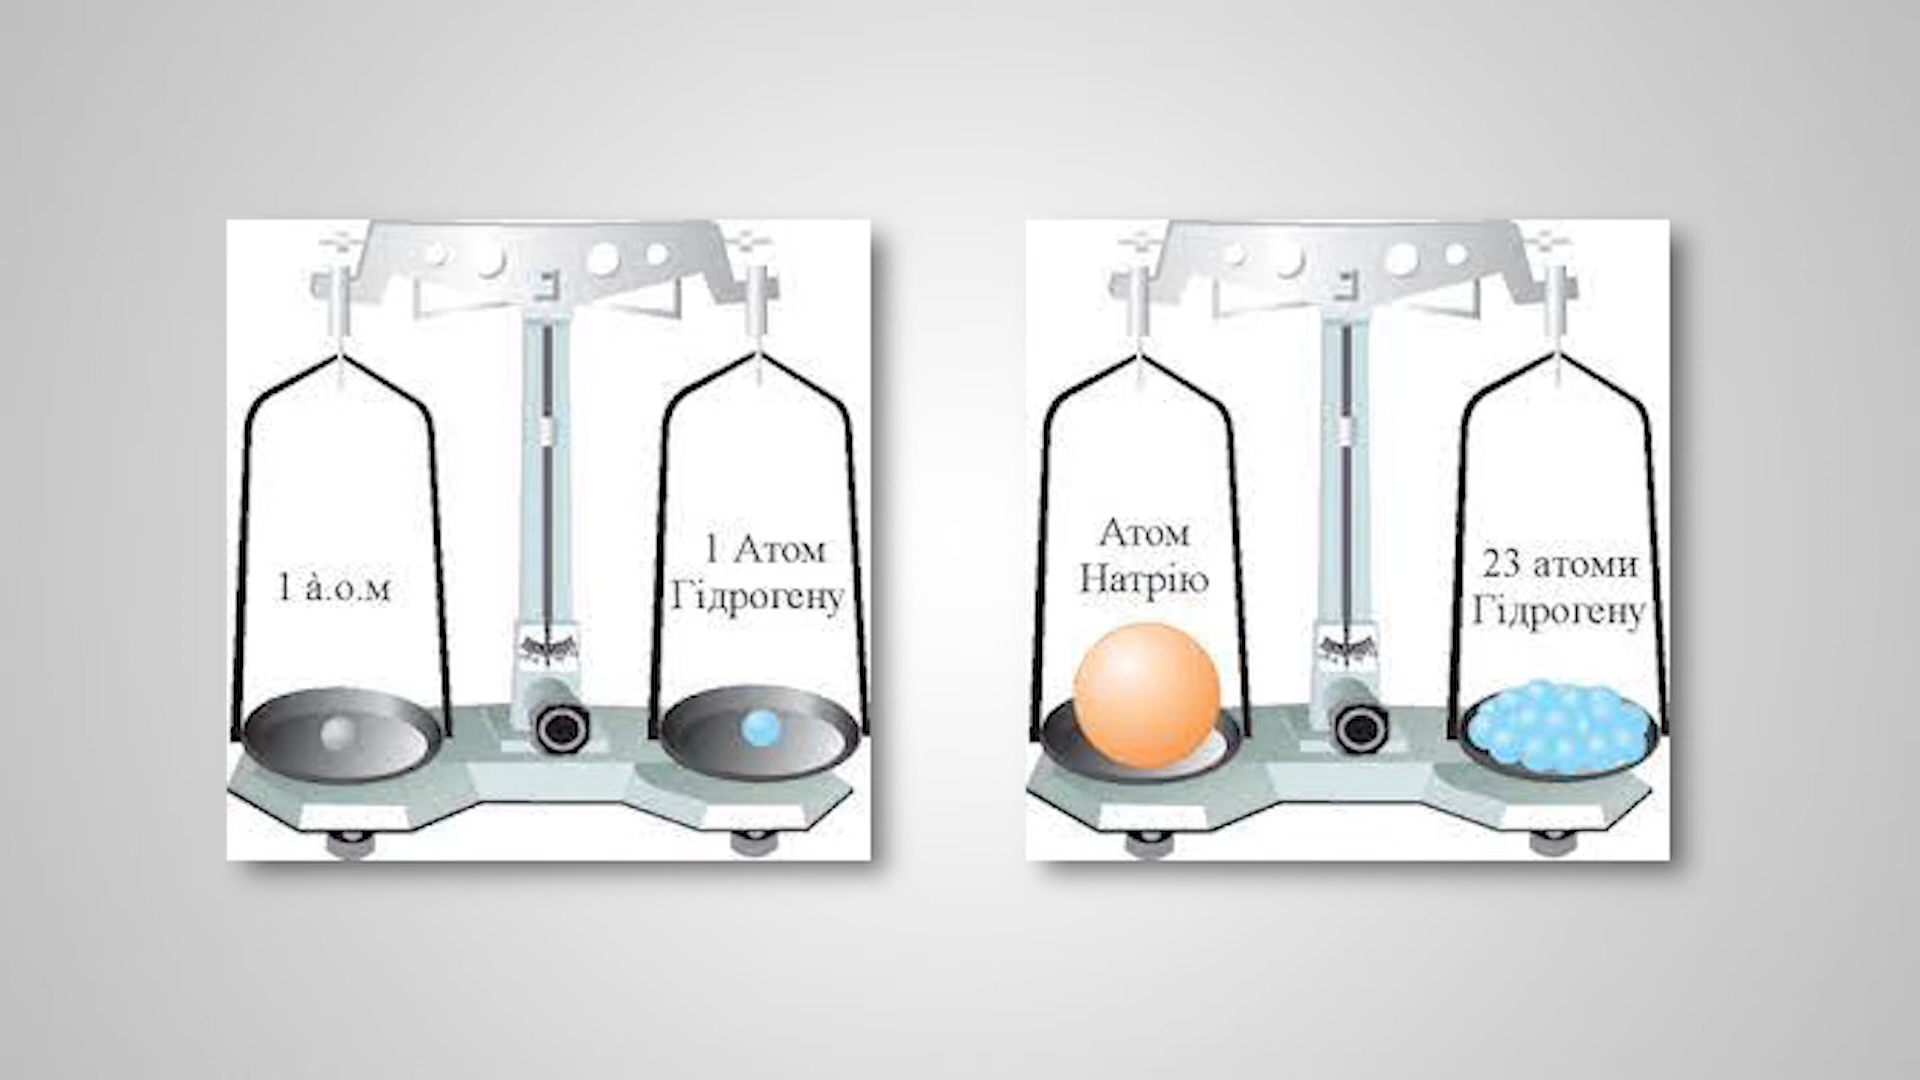 1 à.о.м
1 Атом
Гідрогену
Атом
Натрію
23 атоми
Гідрогену